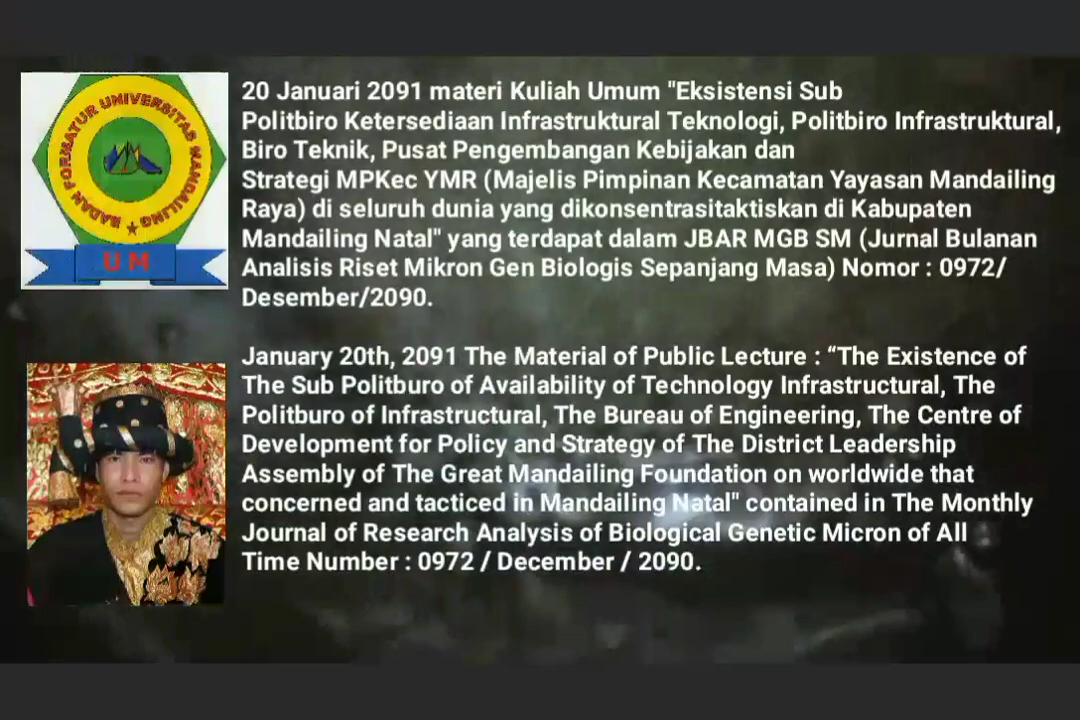 BADAN FORMATUR UNIVERSITAS MANDAILING
UM
20 Januari 2091 materi Kuliah Umum "Eksistensi Sub
Politbiro Ketersediaan Infrastruktural Teknologi, Politbiro Infrastruktural,
Biro Teknik, Pusat Pengembangan Kebijakan dan
Strategi MPKec YMR (Majelis Pimpinan Kecamatan Yayasan Mandailing
Raya) di seluruh dunia yang dikonsentrasitaktiskan di Kabupaten
Mandailing Natal" yang terdapat dalam JBAR MGB SM (Jurnal Bulanan
Analisis Riset Mikron Gen Biologis Sepanjang Masa) Nomor : 0972/
Desember/2090.
January 20th, 2091 The Material of Public Lecture : “The Existence of
The Sub Politburo of Availability of Technology Infrastructural, The
Politburo of Infrastructural, The Bureau of Engineering, The Centre of
Development for Policy and Strategy of The District Leadership
Assembly of The Great Mandailing Foundation on worldwide that
concerned and tacticed in Mandailing Natal" contained in The Monthly
Journal of Research Analysis of Biological Genetic Micron of All
Time Number : 0972 / December / 2090.